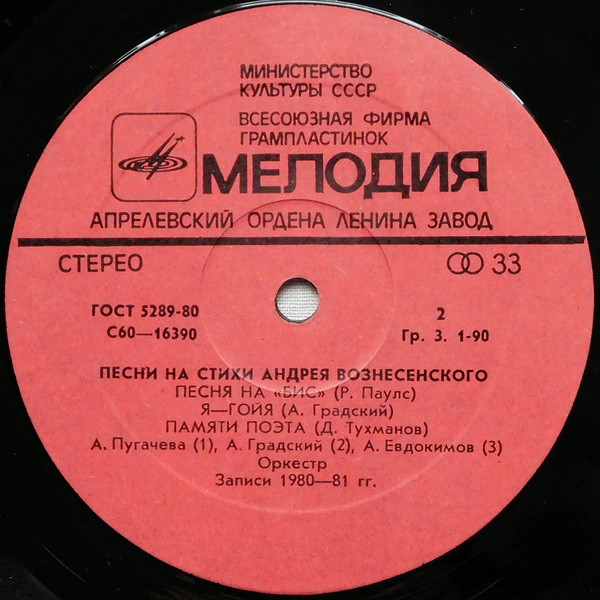 МИНИСТЕРСТВО
КУЛЬТУРЫ СССР
ВСЕСОЮЗНАЯ ФИРМА
ГРАМПЛАСТИНОК
МЕЛОДИЯ
АПРЕЛЕВСКИЙ ОРДЕНА ЛЕНИНА ЗАВОД
СТЕРЕО 33
ГОСТ 5289-80 2
С60—16390 Гр. 3. 1-90
ПЕСНИ НА СТИХИ АНДРЕЯ ВОЗНЕСЕНСКОГО
ПЕСНЯ НА «БИС» (Р. Паулс)
Я—ГОЙЯ (А. Градский)
ПАМЯТИ ПОЭТА (Д. Тухманов)
А. Пугачева (1), А. Градский (2), А. Евдокимов (3)
Оркестр
Записи 1980—81 гг.